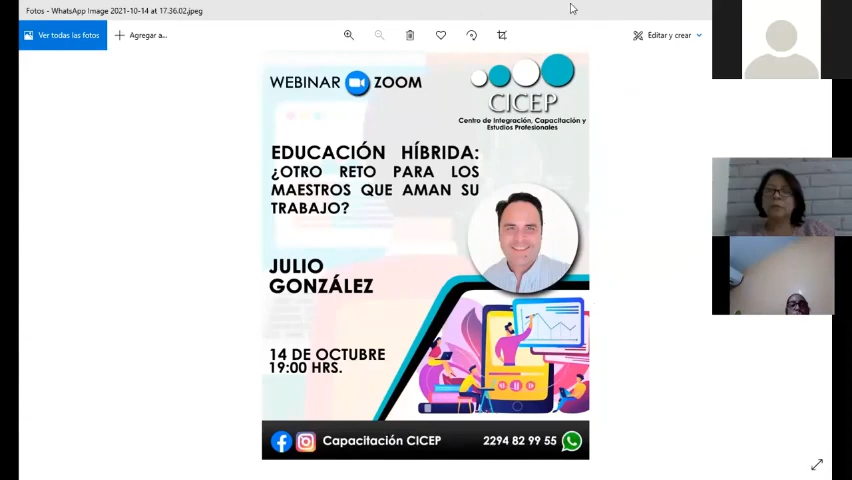 Fotos - WhatsApp Image 2021-10-14 at 17.36.02.jpeg
Ver todas las fotos
Agregar a...
Editar y crear
WEBINAR ZOOM
CICEP
Centro de Integración, Capacitación y
Estudios Profesionales
EDUCACIÓN HÍBRIDA:
¿OTRO RETO PARA LOS
MAESTROS QUE AMAN SU
TRABAJO?
JULIO
GONZÁLEZ
14 DE OCTUBRE
19:00 HRS.
Capacitación CICEP
2294 82 99 55